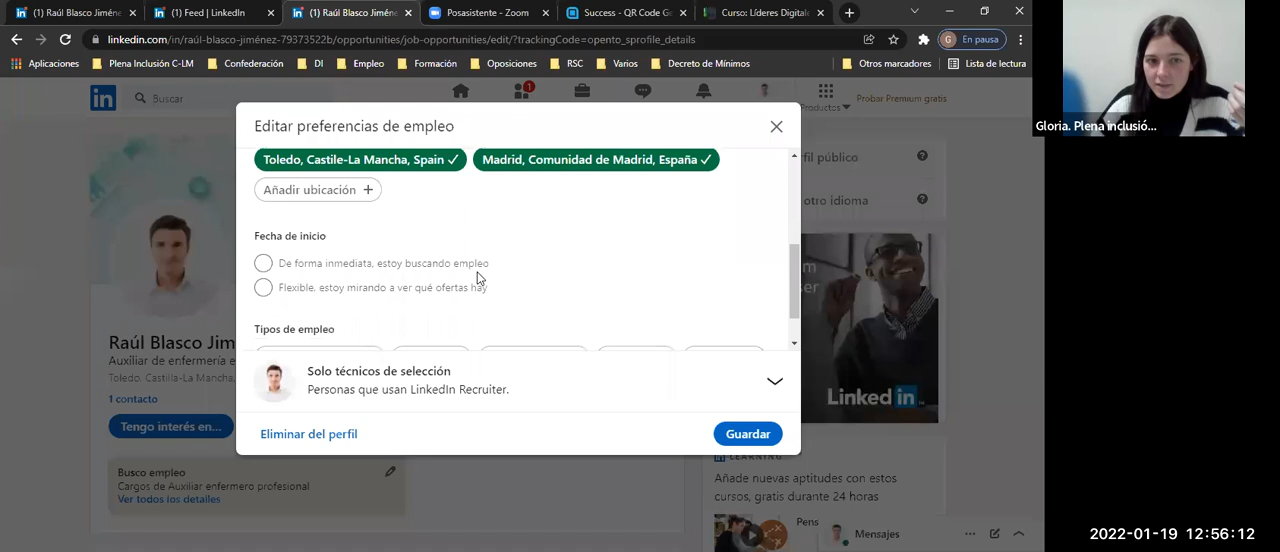 (1) Raúl Blasco Jiméne
(1) Feed | LinkedIn
(1) Raúl Blasco Jiméne
Posasistente - Zoom
Success - QR Code Ge
Curso: Líderes Digitale
linkedin.com/in/raúl-blasco-jiménez-79373522b/opportunities/job-opportunities/edit/?trackingCode=opento_sprofile_details
G
En pausa
Aplicaciones
Plena Inclusión C-LM
Confederación
DI
Empleo
Formación
Oposiciones
RSC
Varios
Decreto de Mínimos
Otros marcadores
Lista de lectura
in
Buscar
1
Productos
Probar Premium gratis
Editar preferencias de empleo
Toledo, Castile-La Mancha, Spain
Madrid, Comunidad de Madrid, España
Añadir ubicación +
Fecha de inicio
De forma inmediata, estoy buscando empleo
Flexible, estoy mirando a ver qué ofertas hay
Tipos de empleo
Solo técnicos de selección
Personas que usan LinkedIn Recruiter.
Eliminar del perfil
Guardar
Raúl Blasco Jim
Auxiliar de enfermería e
Toledo, Castilla-La Mancha,
1 contacto
Tengo interés en...
Busco empleo
Cargos de Auxiliar enfermero profesional
Ver todos los detalles
rfil público
otro idioma
m
r
Linked in
LEARNING
Añade nuevas aptitudes con estos
cursos, gratis durante 24 horas
Pens
Mensajes
Gloria. Plena inclusió...
2022-01-19 12:56:12